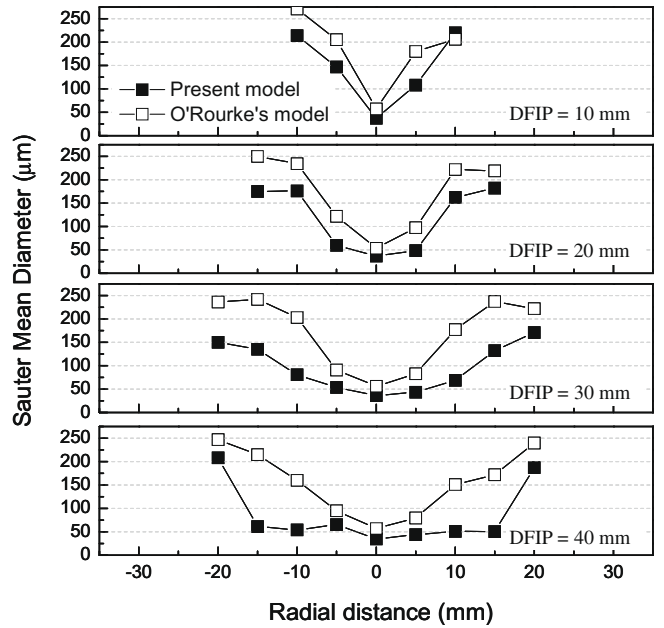 250
200
150
100
50
0
Present model
O'Rourke's model
DFIP = 10 mm
250
200
150
100
50
0
DFIP = 20 mm
250
200
150
100
50
0
DFIP = 30 mm
250
200
150
100
50
0
DFIP = 40 mm
-30 -20 -10 0 10 20 30
Radial distance (mm)
Sauter Mean Diameter (μm)